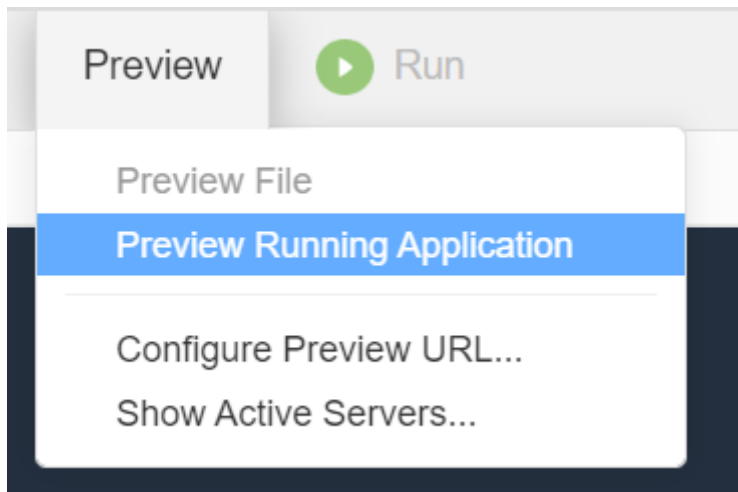 Preview Run
Preview File
Preview Running Application
Configure Preview URL...
Show Active Servers...